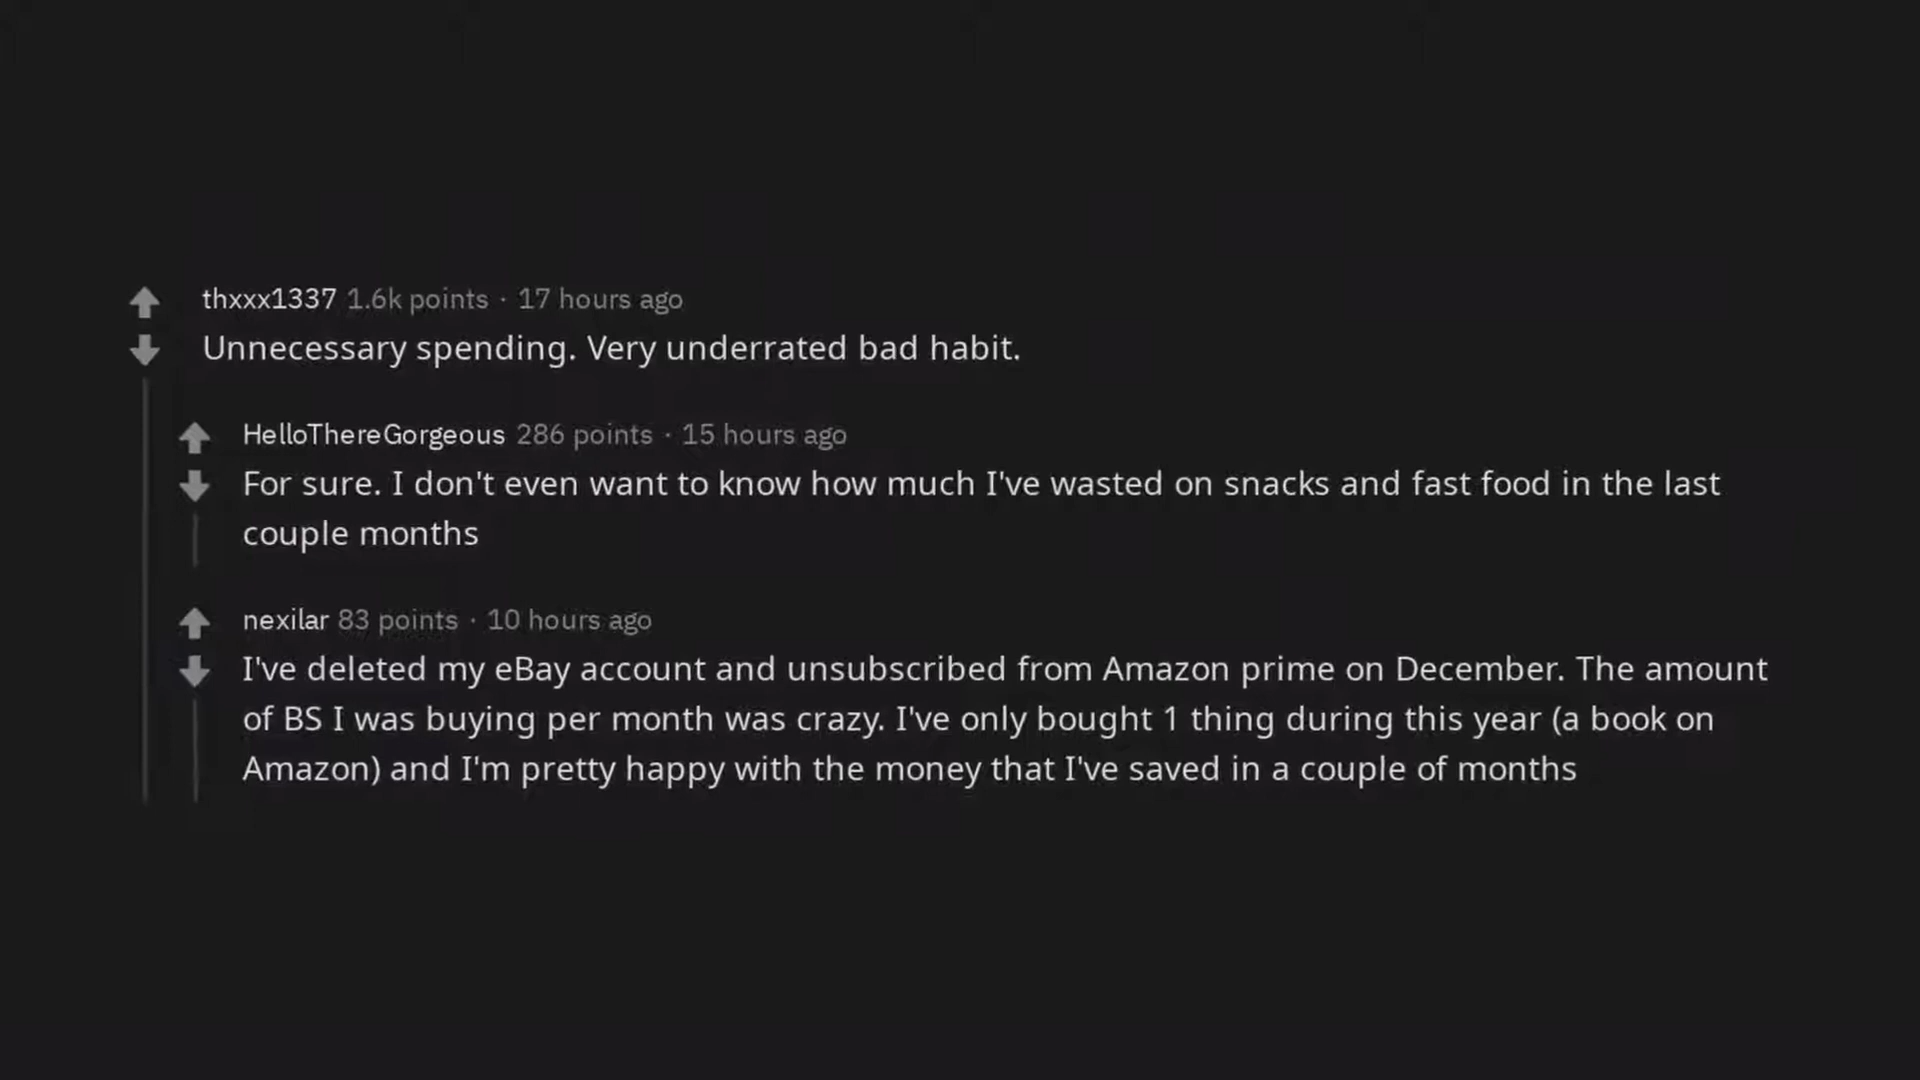 thxxx1337 1.6k points · 17 hours ago
Unnecessary spending. Very underrated bad habit.
HelloThereGorgeous 286 points · 15 hours ago
For sure. I don't even want to know how much I've wasted on snacks and fast food in the last
couple months
nexilar 83 points · 10 hours ago
I've deleted my eBay account and unsubscribed from Amazon prime on December. The amount
of BS I was buying per month was crazy. I've only bought 1 thing during this year (a book on
Amazon) and I'm pretty happy with the money that I've saved in a couple of months